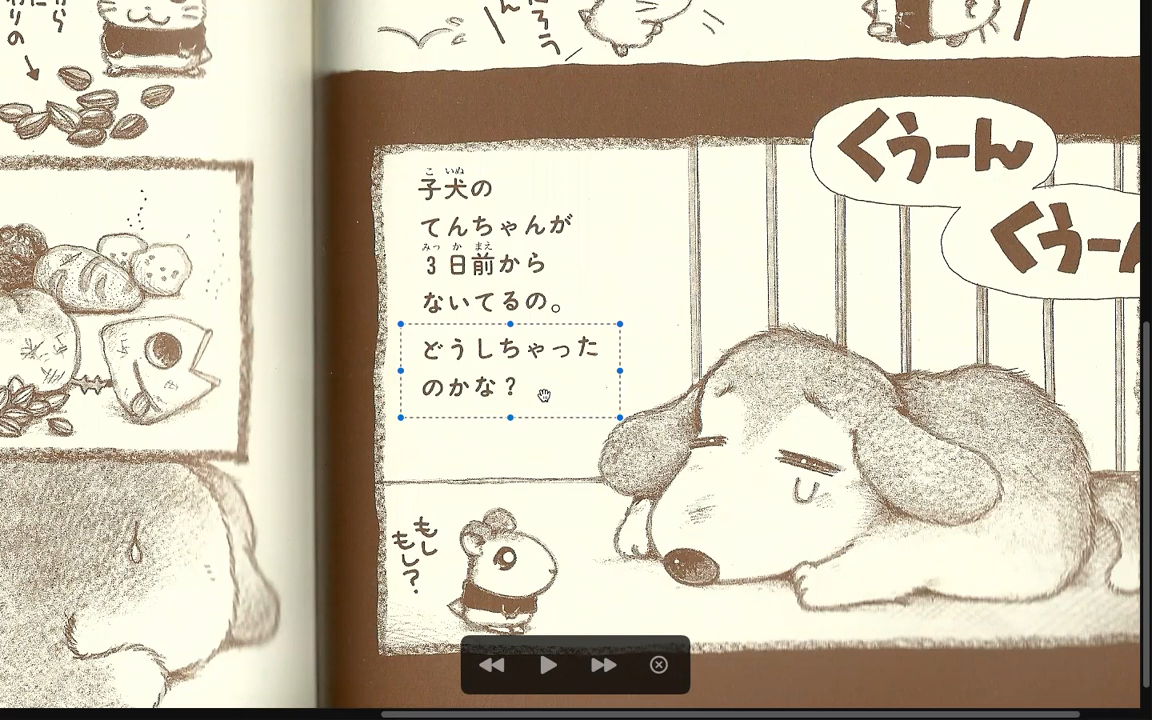 くぅーん
くぅーん
子犬の
てんちゃんが
3日前から
ないてるの。
どうしちゃった
のかな？
もし
もし？